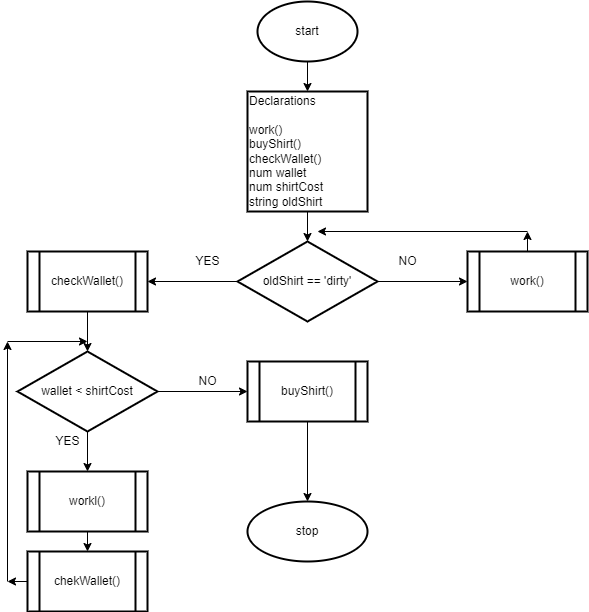 start
Declarations
work()
buyShirt()
checkWallet()
num wallet
num shirtCost
string oldShirt
YES
oldShirt == 'dirty'
NO
checkWallet()
work()
wallet < shirtCost
NO
buyShirt()
YES
workl()
stop
chekWallet()